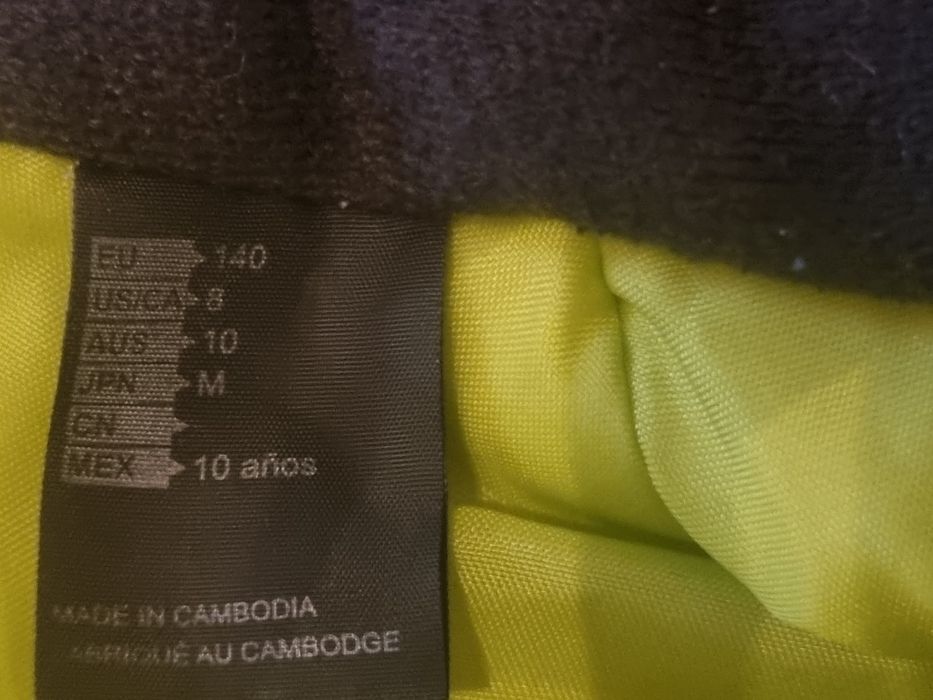 EU 140
US/CA 8
AUS 10
JPN M
CN
MEX 10 años
MADE IN CAMBODIA
FABRIQUÉ AU CAMBODGE